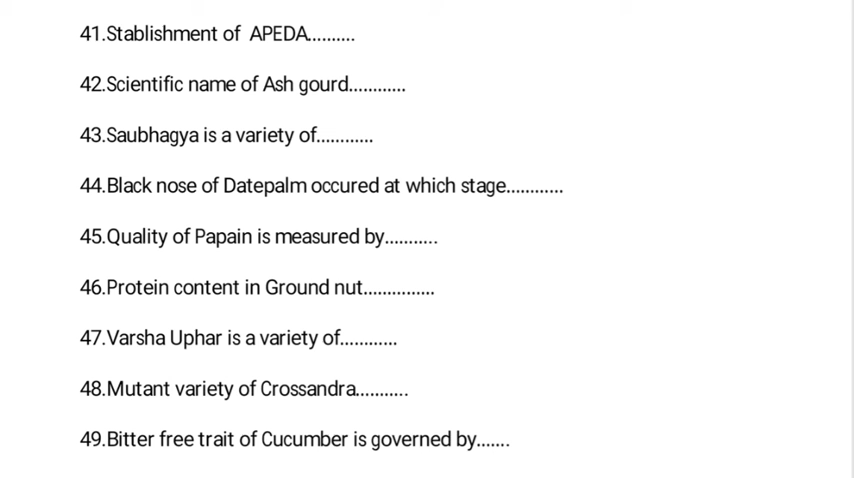 41.Stablishment of APEDA..........
42.Scientific name of Ash gourd............
43.Saubhagya is a variety of............
44.Black nose of Datepalm occured at which stage............
45.Quality of Papain is measured by...........
46.Protein content in Ground nut...............
47.Varsha Uphar is a variety of............
48.Mutant variety of Crossandra...........
49.Bitter free trait of Cucumber is governed by.......